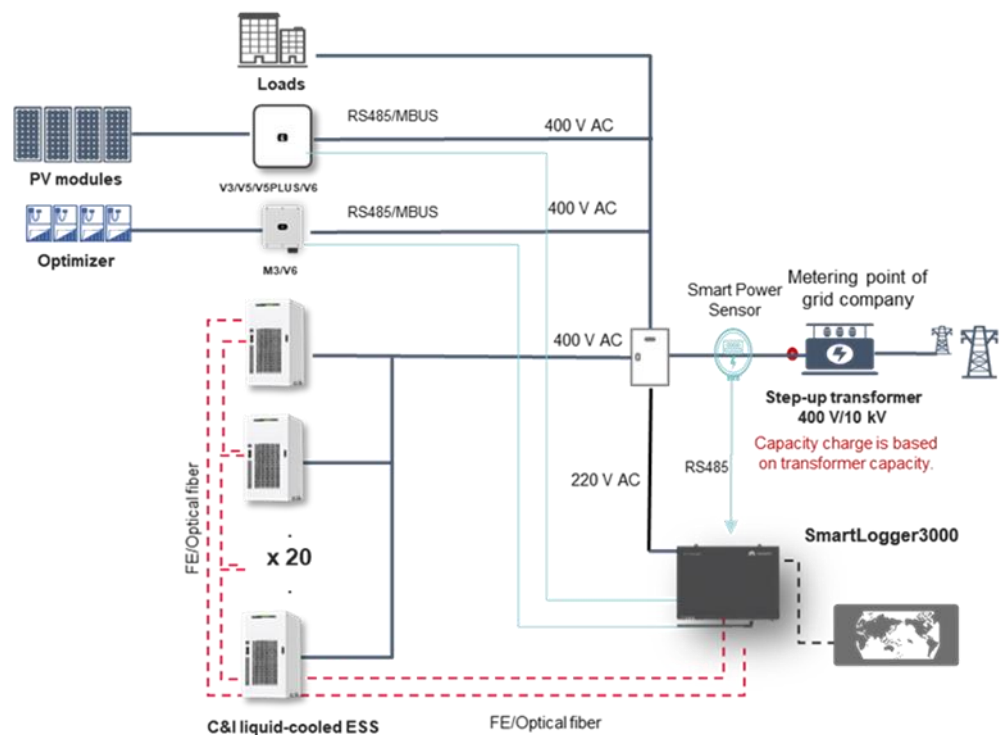 Loads
RS485/MBUS
400 V AC
PV modules
V3/V5/V5PLUS/V6
RS485/MBUS
400 V AC
Optimizer
M3/V6
Smart Power
Sensor
Metering point of
grid company
400 V AC
Step-up transformer
400 V/10 kV
Capacity charge is based
on transformer capacity.
RS485
220 V AC
FE/Optical fiber
x 20
SmartLogger3000
C&I liquid-cooled ESS
FE/Optical fiber